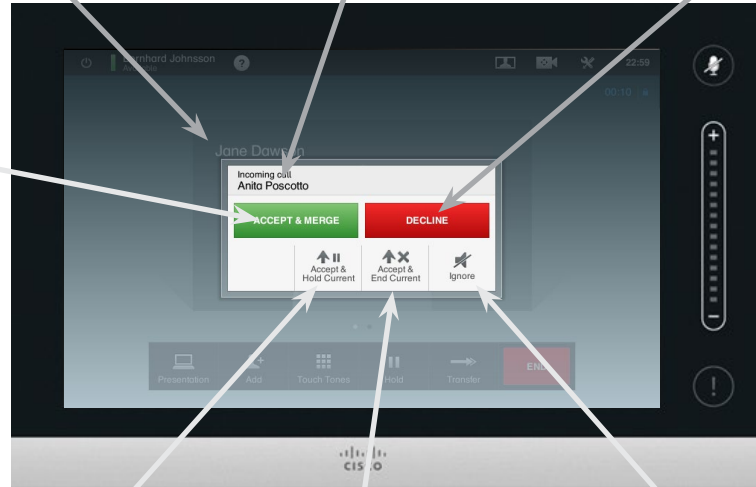 Bernhard Johnsson
Available
?
22:59
00:10
Jane Dawson
Incoming call
Anita Poscotto
ACCEPT & MERGE
DECLINE
Accept &
Hold Current
Accept &
End Current
Ignore
Presentation
Add
Touch Tones
Hold
Transfer
END
+
−
!
CISCO